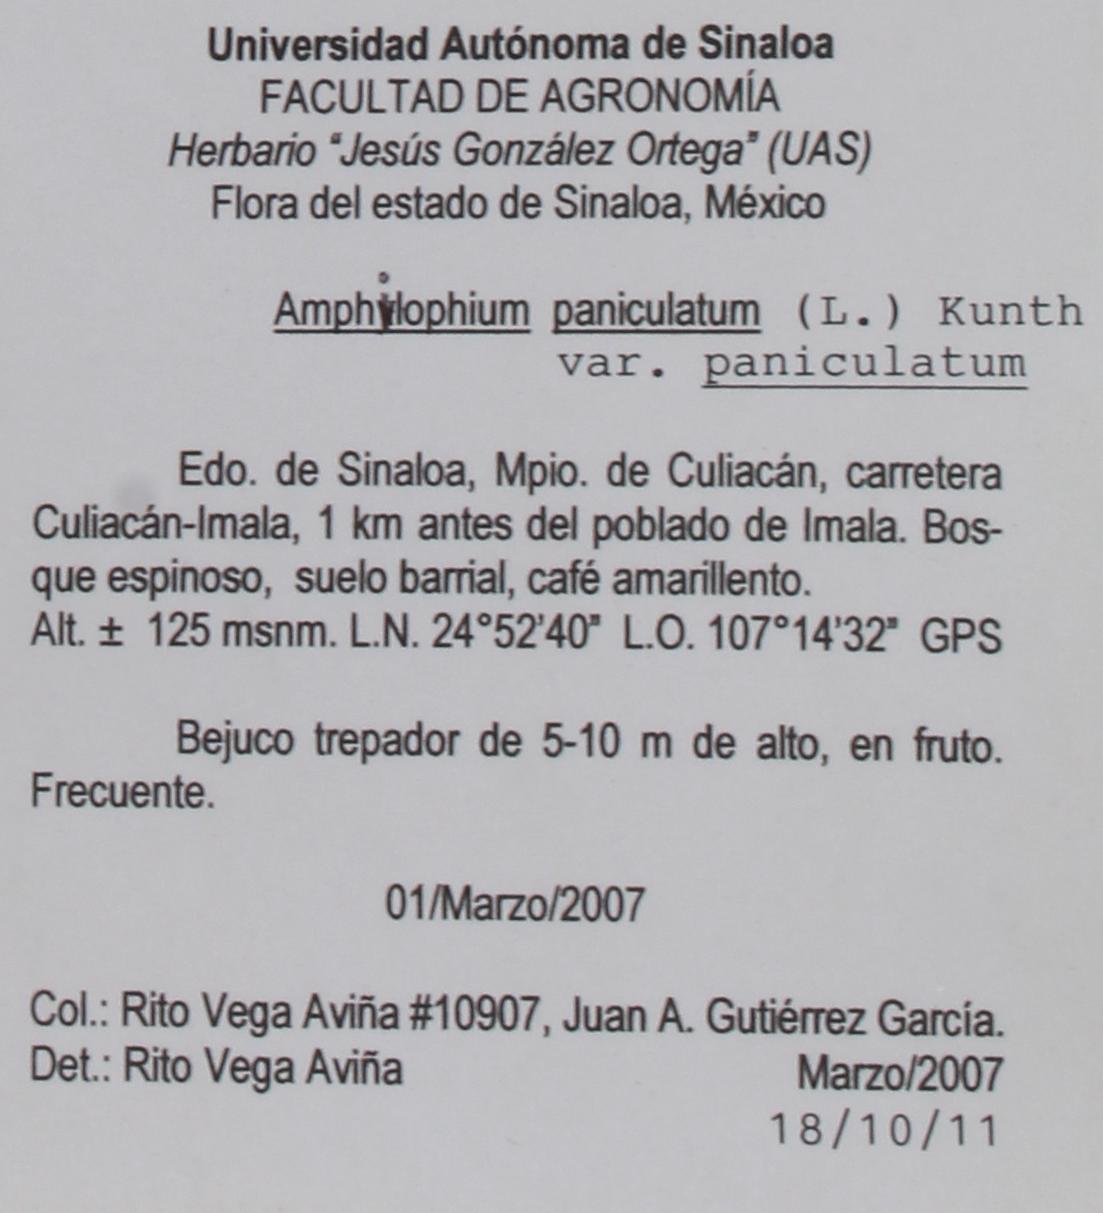 Universidad Autónoma de Sinaloa
FACULTAD DE AGRONOMÍA
Herbario "Jesús González Ortega" (UAS)
Flora del estado de Sinaloa, México
Amphilophium paniculatum (L.) Kunth
var. paniculatum
Edo. de Sinaloa, Mpio. de Culiacán, carretera
Culiacán-Imala, 1 km antes del poblado de Imala. Bos-
que espinoso, suelo barrial, café amarillento.
Alt. ± 125 msnm. L.N. 24°52'40" L.O. 107°14'32" GPS
Bejuco trepador de 5-10 m de alto, en fruto.
Frecuente.
01/Marzo/2007
Col.: Rito Vega Aviña #10907, Juan A. Gutiérrez García.
Det.: Rito Vega Aviña Marzo/2007
18/10/11